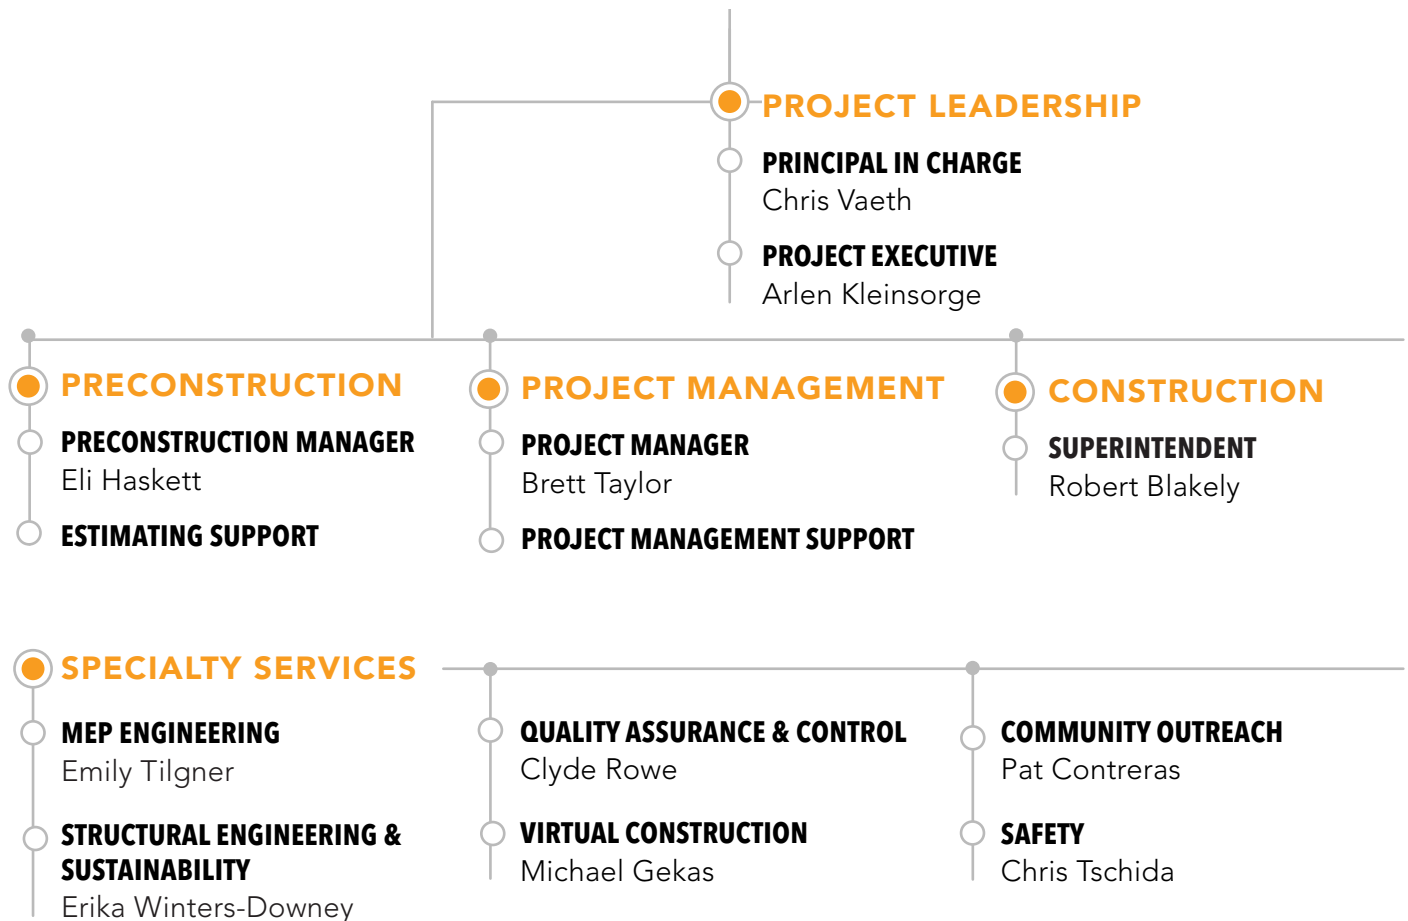 PROJECT LEADERSHIP
PRINCIPAL IN CHARGE
Chris Vaeth
PROJECT EXECUTIVE
Arlen Kleinsorge
PRECONSTRUCTION
PRECONSTRUCTION MANAGER
Eli Haskett
ESTIMATING SUPPORT
PROJECT MANAGEMENT
PROJECT MANAGER
Brett Taylor
PROJECT MANAGEMENT SUPPORT
CONSTRUCTION
SUPERINTENDENT
Robert Blakely
SPECIALTY SERVICES
MEP ENGINEERING
Emily Tilgner
STRUCTURAL ENGINEERING &
SUSTAINABILITY
Erika Winters-Downey
QUALITY ASSURANCE & CONTROL
Clyde Rowe
VIRTUAL CONSTRUCTION
Michael Gekas
COMMUNITY OUTREACH
Pat Contreras
SAFETY
Chris Tschida